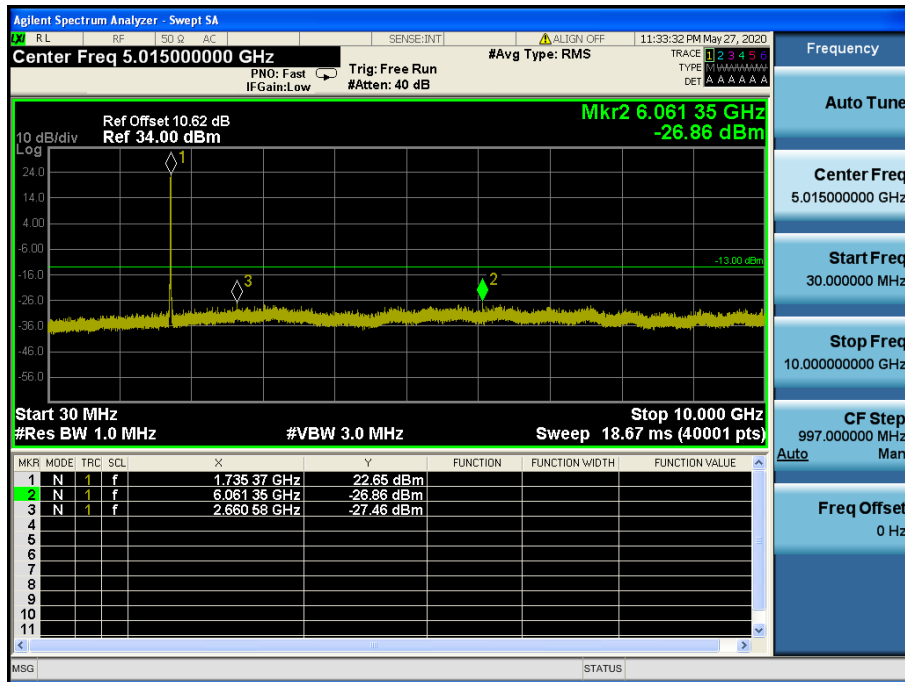 Agilent Spectrum Analyzer - Swept SA
LXI RL RF 50 Ω AC SENSE:INT ALIGN OFF 11:33:32 PM May 27, 2020
Center Freq 5.015000000 GHz #Avg Type: RMS TRACE 1 2 3 4 5 6
PNO: Fast Trig: Free Run TYPE M WWWWW
IFGain:Low #Atten: 40 dB DET A A A A A A
Mkr2 6.061 35 GHz
-26.86 dBm
Ref Offset 10.62 dB
10 dB/div Ref 34.00 dBm
Log
24.0
14.0
4.00
-6.00
-16.0
-26.0
-36.0
-46.0
-56.0
1
3
2
-13.00 dBm
Start 30 MHz Stop 10.000 GHz
#Res BW 1.0 MHz #VBW 3.0 MHz Sweep 18.67 ms (40001 pts)
MKR MODE TRC SCL X Y FUNCTION FUNCTION WIDTH FUNCTION VALUE
1 N 1 f 1.735 37 GHz 22.65 dBm
2 N 1 f 6.061 35 GHz -26.86 dBm
3 N 1 f 2.660 58 GHz -27.46 dBm
4
5
6
7
8
9
10
11
MSG STATUS
Frequency
Auto Tune
Center Freq
5.015000000 GHz
Start Freq
30.000000 MHz
Stop Freq
10.000000000 GHz
CF Step
997.000000 MHz
Auto Man
Freq Offset
0 Hz